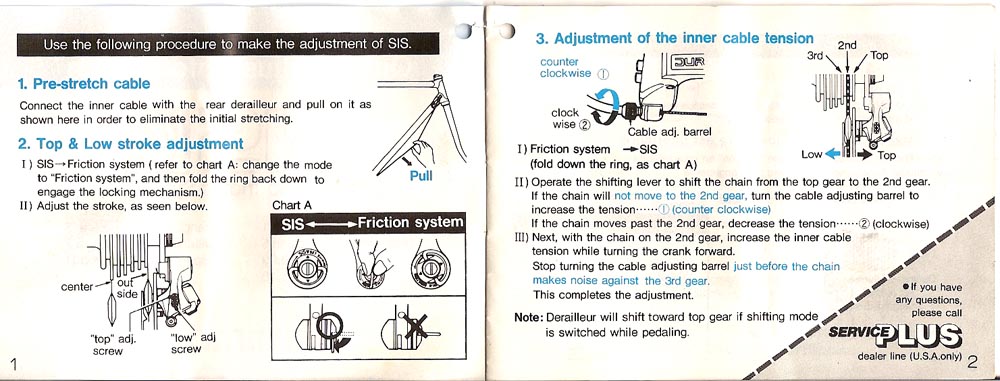 Use the following procedure to make the adjustment of SIS.
1. Pre-stretch cable
Connect the inner cable with the rear derailleur and pull on it as
shown here in order to eliminate the initial stretching.
Pull
2. Top & Low stroke adjustment
I) SIS→Friction system (refer to chart A: change the mode
to "Friction system", and then fold the ring back down to
engage the locking mechanism.)
II) Adjust the stroke, as seen below.
center
out
side
"top" adj.
screw
"low" adj
screw
Chart A
SIS↔Friction system
1
3. Adjustment of the inner cable tension
counter
clockwise ①
clock
wise ②
DUR
Cable adj. barrel
3rd
2nd
Top
Low
Top
I) Friction system →SIS
(fold down the ring, as chart A)
II) Operate the shifting lever to shift the chain from the top gear to the 2nd gear.
If the chain will not move to the 2nd gear, turn the cable adjusting barrel to
increase the tension······① (counter clockwise)
If the chain moves past the 2nd gear, decrease the tension······② (clockwise)
III) Next, with the chain on the 2nd gear, increase the inner cable
tension while turning the crank forward.
Stop turning the cable adjusting barrel just before the chain
makes noise against the 3rd gear.
This completes the adjustment.
Note: Derailleur will shift toward top gear if shifting mode
is switched while pedaling.
● If you have
any questions,
please call
SERVICE PLUS
dealer line (U.S.A.only)
2